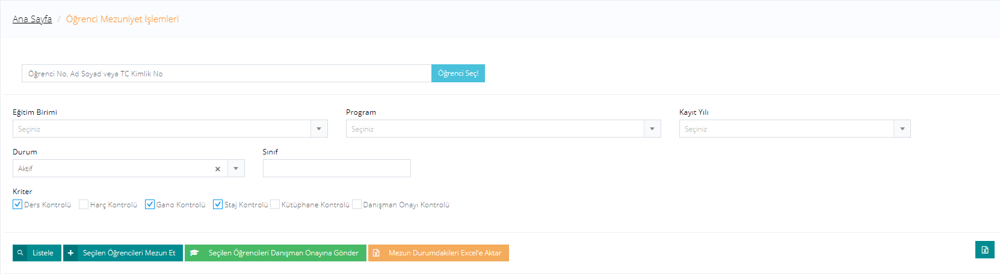 Ana Sayfa / Öğrenci Mezuniyet İşlemleri
Öğrenci No, Ad Soyad veya TC Kimlik No Öğrenci Seç!
Eğitim Birimi Program Kayıt Yılı
Seçiniz Seçiniz Seçiniz
Durum Sınıf
Aktif ×
Kriter
Ders Kontrolü Harç Kontrolü Gano Kontrolü Staj Kontrolü Kütüphane Kontrolü Danışman Onayı Kontrolü
Listele Seçilen Öğrencileri Mezun Et Seçilen Öğrencileri Danışman Onayına Gönder Mezun Durumdakileri Excel'e Aktar